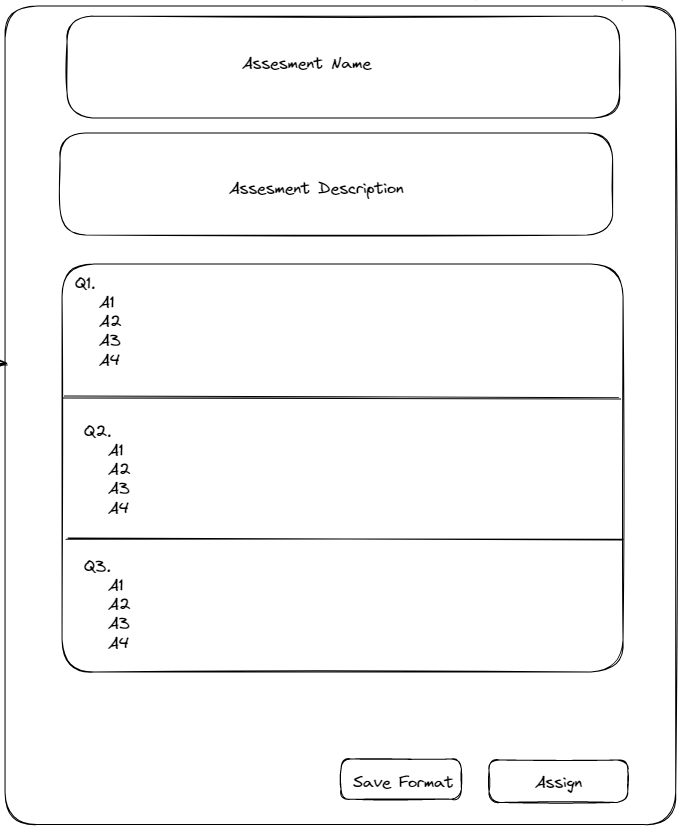 Assesment Name
Assesment Description
Q1.
A1
A2
A3
A4
Q2.
A1
A2
A3
A4
Q3.
A1
A2
A3
A4
Save Format
Assign